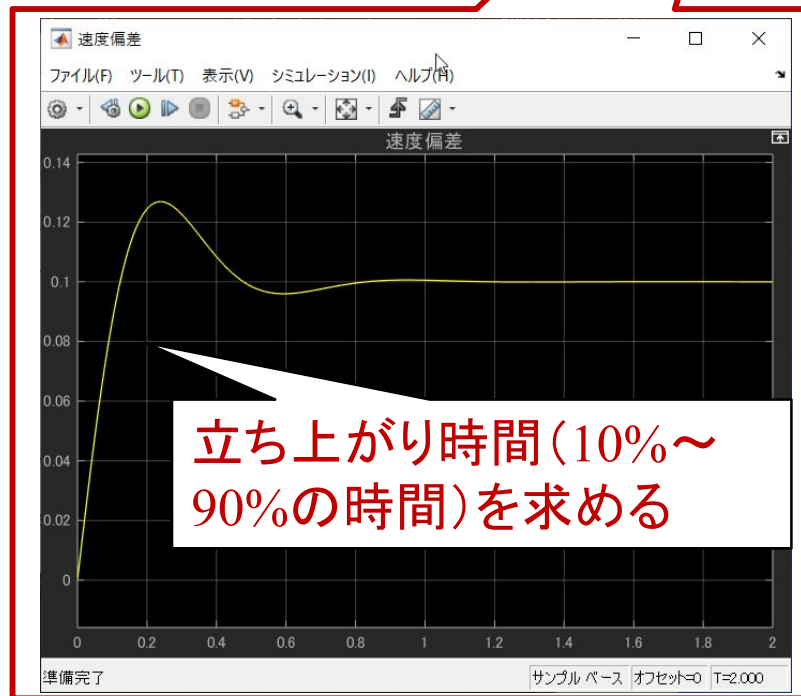 速度偏差
ファイル(F) ツール(T) 表示(V) シミュレーション(I) ヘルプ(H)
速度偏差
0.14
0.12
0.1
0.08
0.06
0.04
0.02
0
立ち上がり時間(10%～
90%の時間)を求める
0 0.2 0.4 0.6 0.8 1 1.2 1.4 1.6 1.8 2
準備完了 サンプル ベース オフセット=0 T=2.000